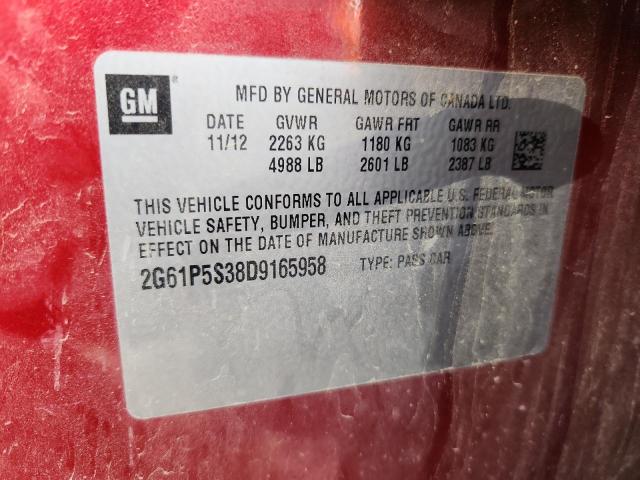 GM ®
MFD BY GENERAL MOTORS OF CANADA LTD.
DATE GVWR GAWR FRT GAWR RR
11/12 2263 KG 1180 KG 1083 KG
4988 LB 2601 LB 2387 LB
THIS VEHICLE CONFORMS TO ALL APPLICABLE U.S. FEDERAL MOTOR
VEHICLE SAFETY, BUMPER, AND THEFT PREVENTION STANDARDS IN
EFFECT ON THE DATE OF MANUFACTURE SHOWN ABOVE.
2G61P5S38D9165958 TYPE: PASS CAR